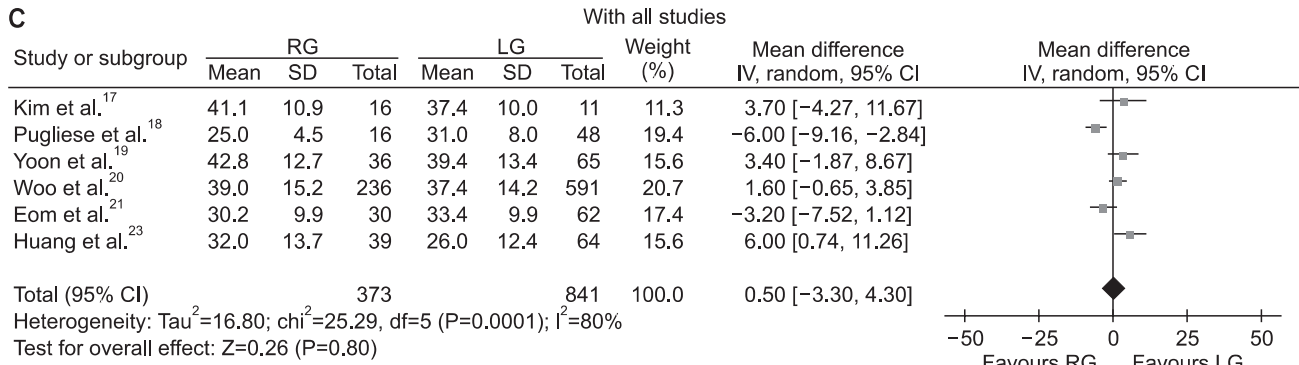 C
With all studies
Study or subgroup RG LG Weight (%) Mean difference IV, random, 95% CI Mean difference IV, random, 95% CI
Mean SD Total Mean SD Total
Kim et al.17 41.1 10.9 16 37.4 10.0 11 11.3 3.70 [−4.27, 11.67]
Pugliese et al.18 25.0 4.5 16 31.0 8.0 48 19.4 −6.00 [−9.16, −2.84]
Yoon et al.19 42.8 12.7 36 39.4 13.4 65 15.6 3.40 [−1.87, 8.67]
Woo et al.20 39.0 15.2 236 37.4 14.2 591 20.7 1.60 [−0.65, 3.85]
Eom et al.21 30.2 9.9 30 33.4 9.9 62 17.4 −3.20 [−7.52, 1.12]
Huang et al.23 32.0 13.7 39 26.0 12.4 64 15.6 6.00 [0.74, 11.26]
Total (95% CI) 373 841 100.0 0.50 [−3.30, 4.30]
Heterogeneity: Tau2=16.80; chi2=25.29, df=5 (P=0.0001); I2=80%
Test for overall effect: Z=0.26 (P=0.80)
−50 −25 0 25 50
Favours RG Favours LG